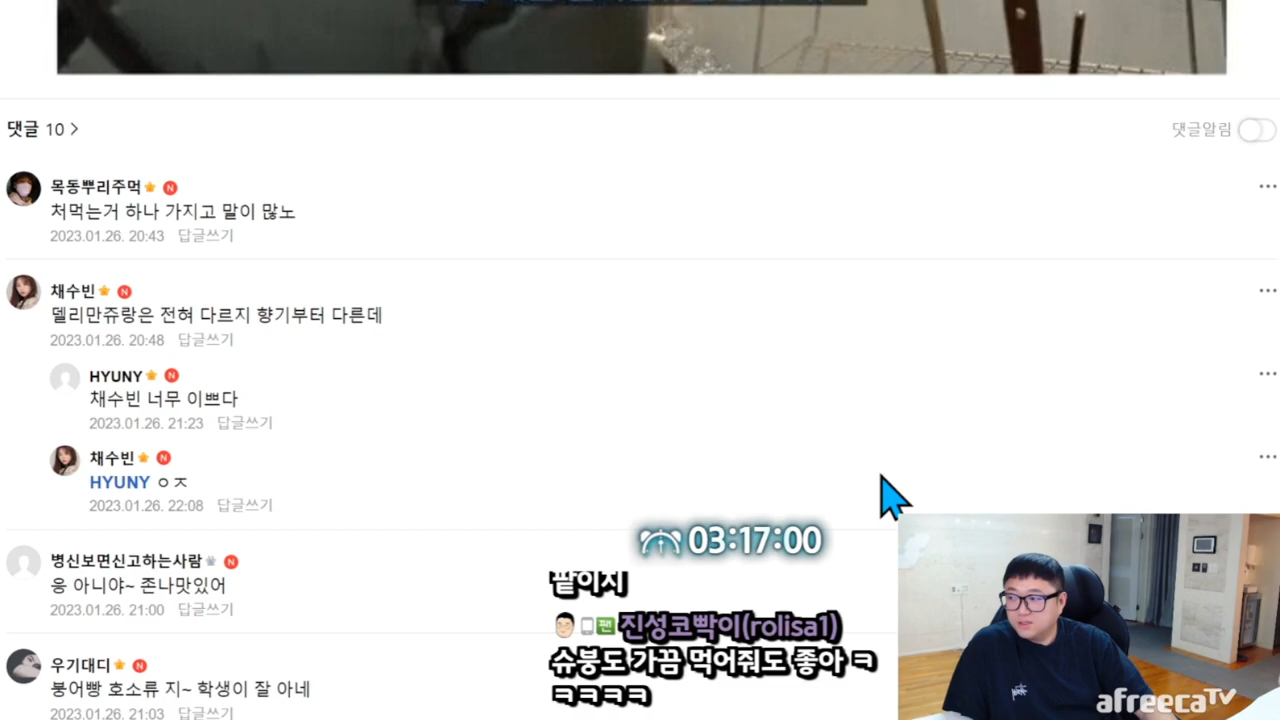 댓글 10 >
댓글알림
목동뿌리주먹 N
처먹는거 하나 가지고 말이 많노
2023.01.26. 20:43 답글쓰기
채수빈 N
델리만쥬랑은 전혀 다르지 향기부터 다른데
2023.01.26. 20:48 답글쓰기
HYUNY N
채수빈 너무 이쁘다
2023.01.26. 21:23 답글쓰기
채수빈 N
HYUNY ㅇㅈ
2023.01.26. 22:08 답글쓰기
병신보면신고하는사람 N
응 아니야~ 존나맛있어
2023.01.26. 21:00 답글쓰기
우기대디 N
붕어빵 호소류 지~ 학생이 잘 아네
2023.01.26. 21:03 답글쓰기
03:17:00
팥이지
팬 진성코빡이(rolisa1)
슈붕도 가끔 먹어줘도 좋아 ㅋ
ㅋㅋㅋㅋ
afreecaTV